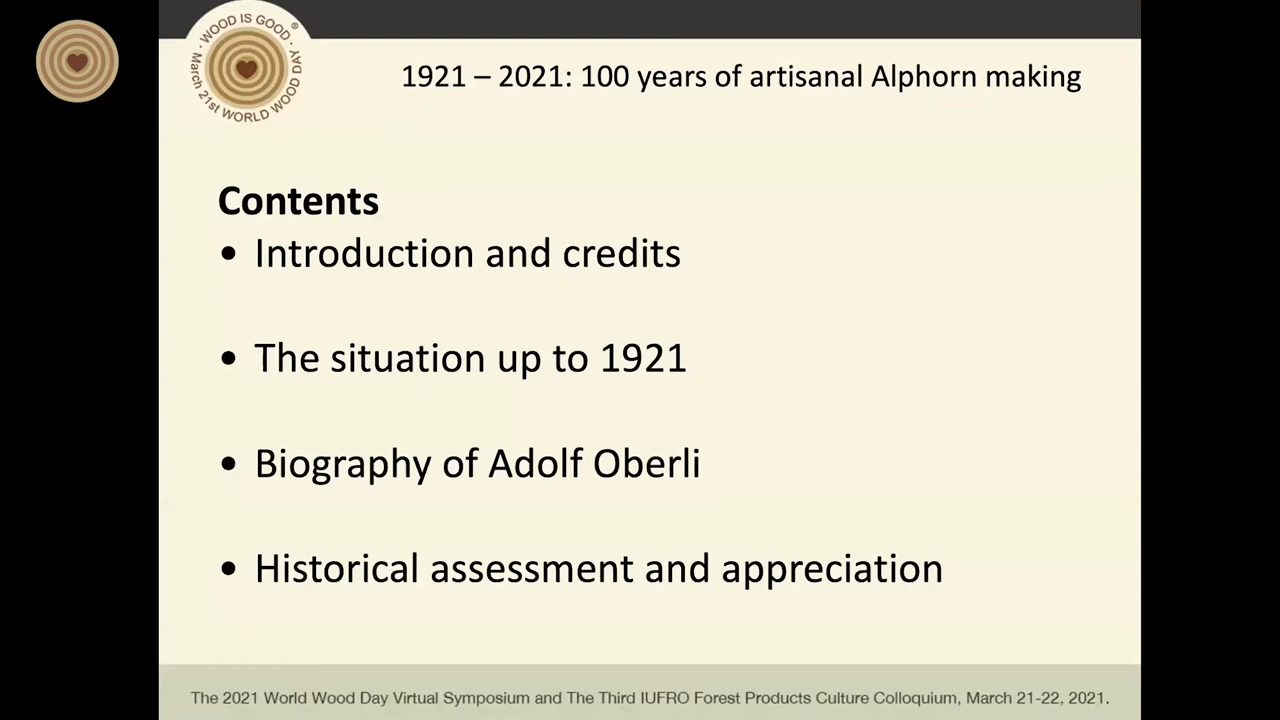 · WOOD IS GOOD · ®
March 21st WORLD WOOD DAY
1921 – 2021: 100 years of artisanal Alphorn making
Contents
• Introduction and credits
• The situation up to 1921
• Biography of Adolf Oberli
• Historical assessment and appreciation
The 2021 World Wood Day Virtual Symposium and The Third IUFRO Forest Products Culture Colloquium, March 21-22, 2021.